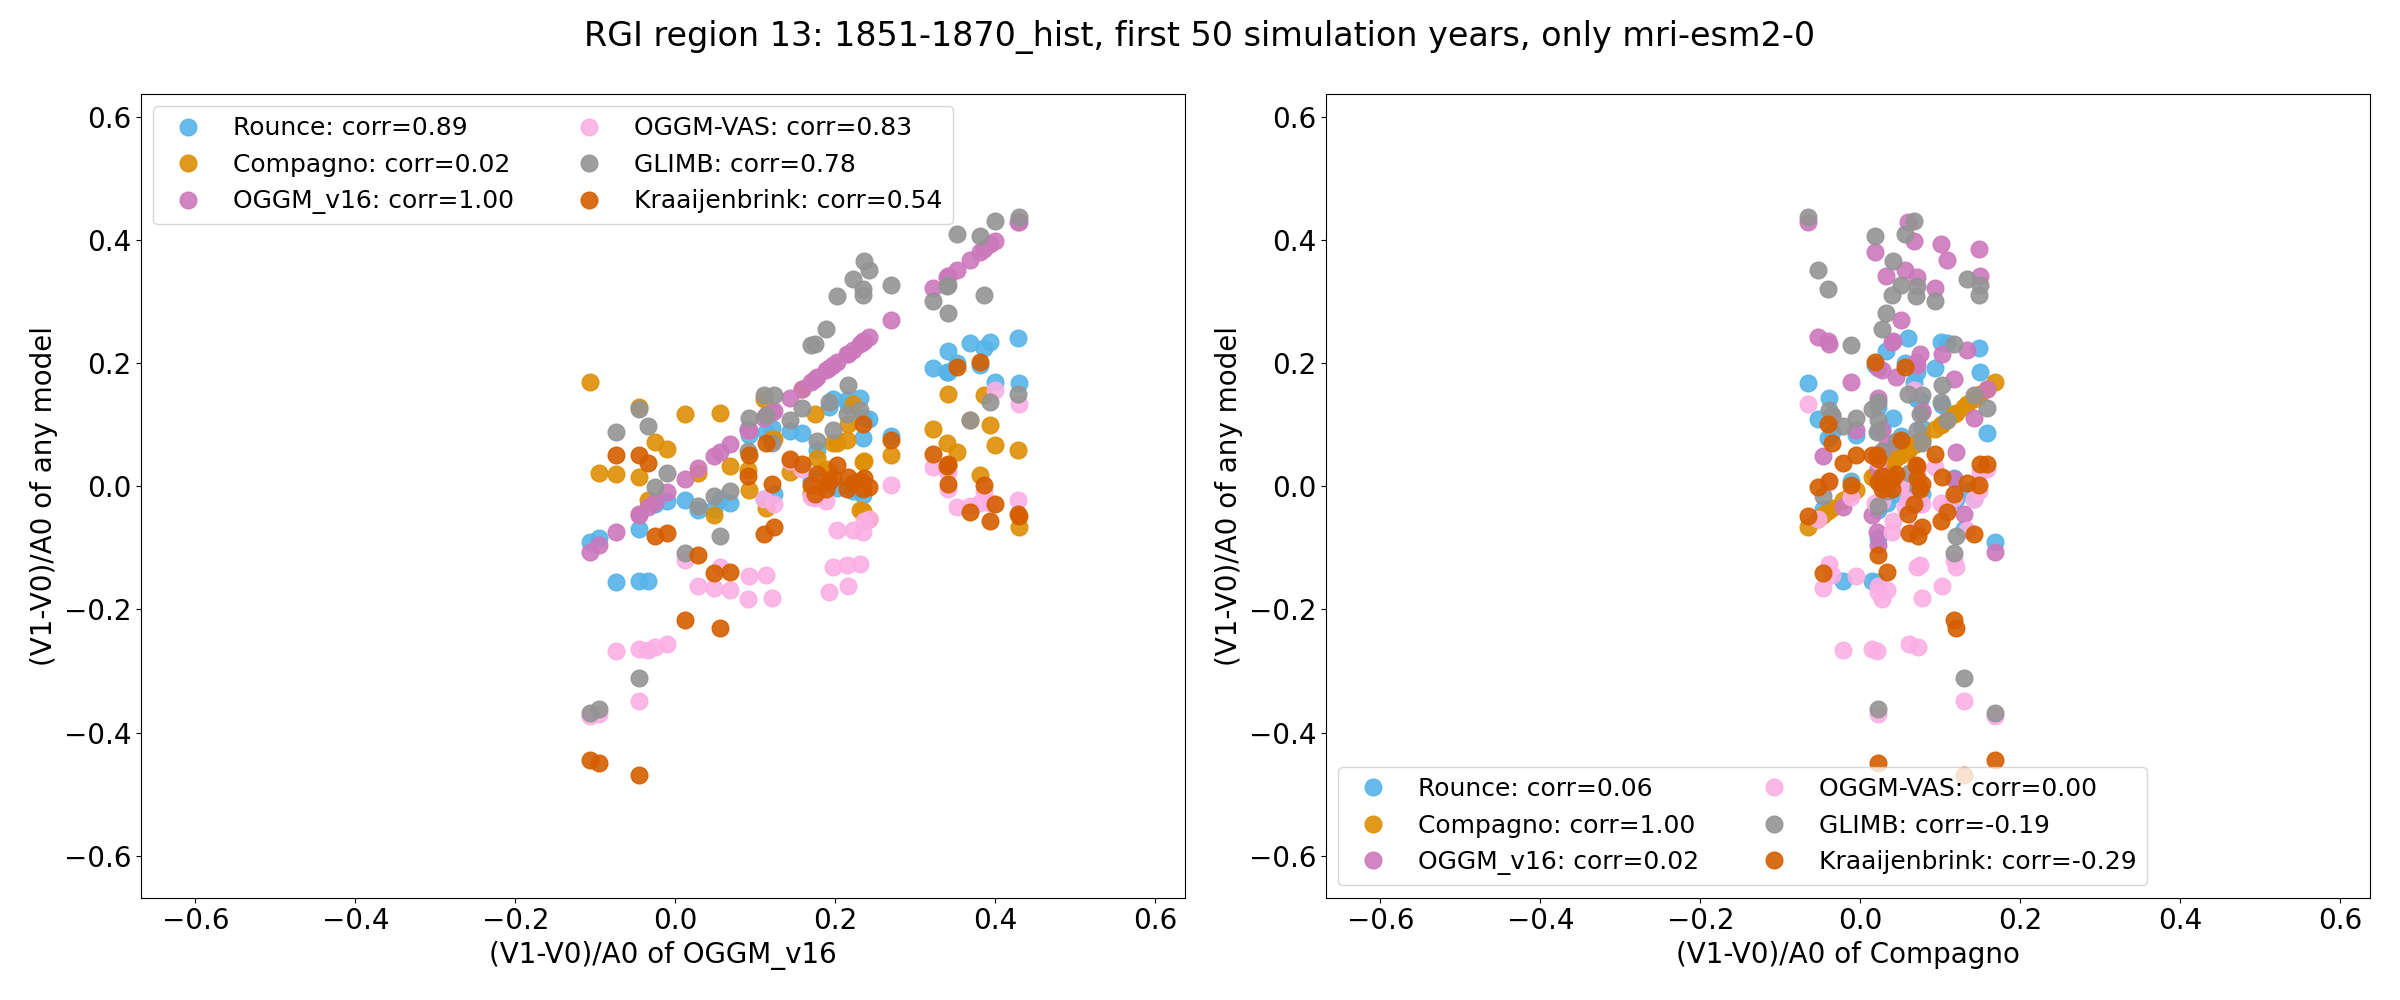 RGI region 13: 1851-1870_hist, first 50 simulation years, only mri-esm2-0
(V1-V0)/A0 of any model
0.6
0.4
0.2
0.0
−0.2
−0.4
−0.6
Rounce: corr=0.89
Compagno: corr=0.02
OGGM_v16: corr=1.00
OGGM-VAS: corr=0.83
GLIMB: corr=0.78
Kraaijenbrink: corr=0.54
−0.6 −0.4 −0.2 0.0 0.2 0.4 0.6
(V1-V0)/A0 of OGGM_v16
(V1-V0)/A0 of any model
0.6
0.4
0.2
0.0
−0.2
−0.4
−0.6
Rounce: corr=0.06
Compagno: corr=1.00
OGGM_v16: corr=0.02
OGGM-VAS: corr=0.00
GLIMB: corr=-0.19
Kraaijenbrink: corr=-0.29
−0.6 −0.4 −0.2 0.0 0.2 0.4 0.6
(V1-V0)/A0 of Compagno